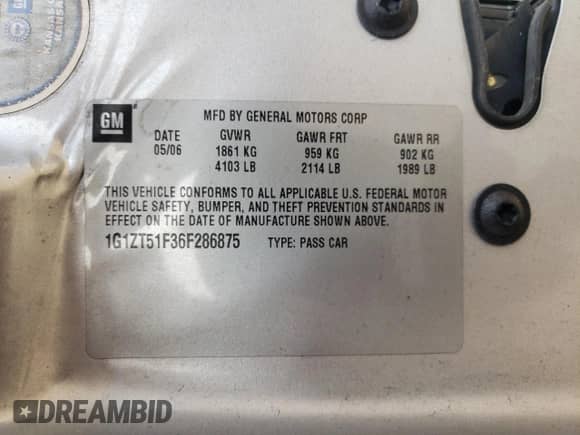 GM
MFD BY GENERAL MOTORS CORP
DATE GVWR GAWR FRT GAWR RR
05/06 1861 KG 959 KG 902 KG
4103 LB 2114 LB 1989 LB
THIS VEHICLE CONFORMS TO ALL APPLICABLE U.S. FEDERAL MOTOR
VEHICLE SAFETY, BUMPER, AND THEFT PREVENTION STANDARDS IN
EFFECT ON THE DATE OF MANUFACTURE SHOWN ABOVE.
1G1ZT51F36F286875 TYPE: PASS CAR
DREAMBID